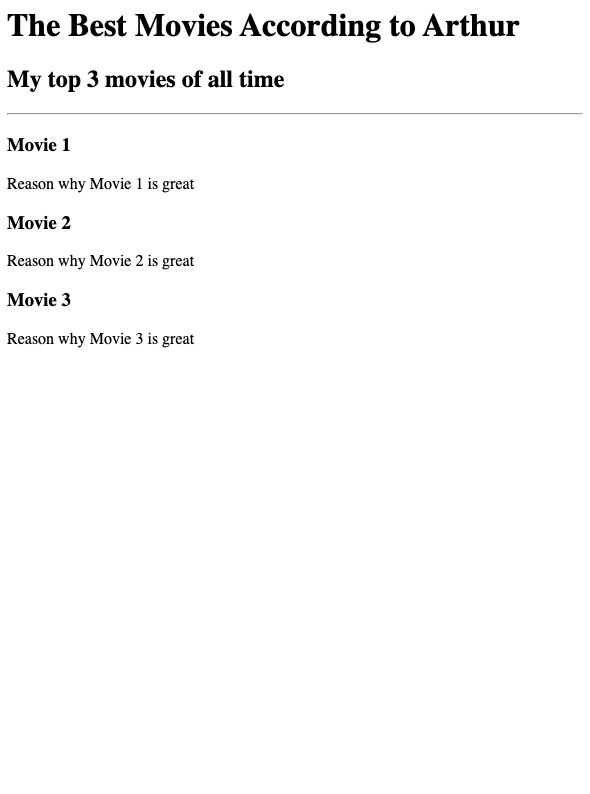 The Best Movies According to Arthur
My top 3 movies of all time
Movie 1
Reason why Movie 1 is great
Movie 2
Reason why Movie 2 is great
Movie 3
Reason why Movie 3 is great